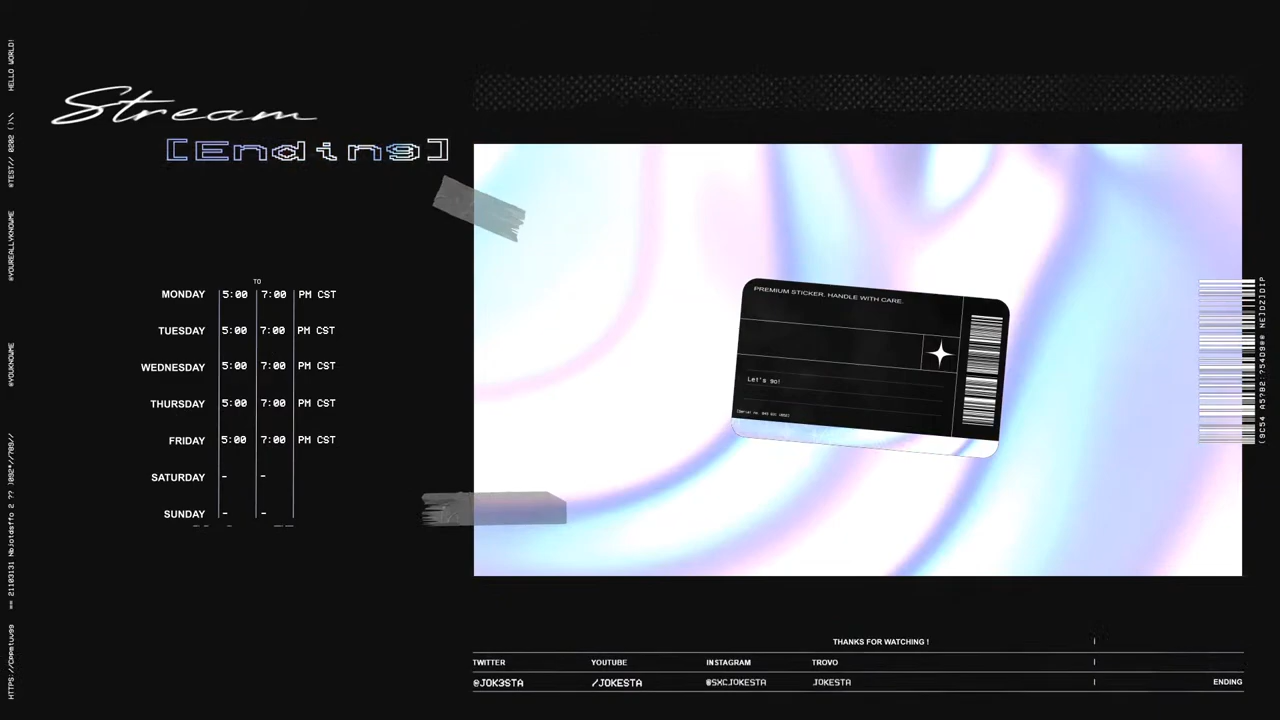 HELLO WORLD!
Stream
[Ending]
@YOUREALLYKNOWME
@YOUKNOWME
TO
MONDAY 5:00 7:00 PM CST
TUESDAY 5:00 7:00 PM CST
WEDNESDAY 5:00 7:00 PM CST
THURSDAY 5:00 7:00 PM CST
FRIDAY 5:00 7:00 PM CST
SATURDAY - -
SUNDAY - -
PREMIUM STICKER. HANDLE WITH CARE.
Let's go!
THANKS FOR WATCHING !
TWITTER YOUTUBE INSTAGRAM TROVO
@JOK3STA /JOKESTA @SXCJOKESTA JOKESTA ENDING